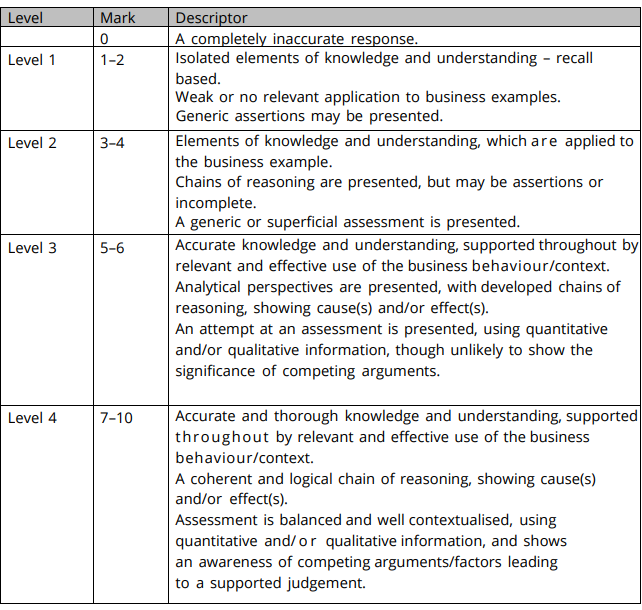 Level Mark Descriptor
0 A completely inaccurate response.
Level 1 1–2 Isolated elements of knowledge and understanding – recall
based.
Weak or no relevant application to business examples.
Generic assertions may be presented.
Level 2 3–4 Elements of knowledge and understanding, which are applied to
the business example.
Chains of reasoning are presented, but may be assertions or
incomplete.
A generic or superficial assessment is presented.
Level 3 5–6 Accurate knowledge and understanding, supported throughout by
relevant and effective use of the business behaviour/context.
Analytical perspectives are presented, with developed chains of
reasoning, showing cause(s) and/or effect(s).
An attempt at an assessment is presented, using quantitative
and/or qualitative information, though unlikely to show the
significance of competing arguments.
Level 4 7–10 Accurate and thorough knowledge and understanding, supported
throughout by relevant and effective use of the business
behaviour/context.
A coherent and logical chain of reasoning, showing cause(s)
and/or effect(s).
Assessment is balanced and well contextualised, using
quantitative and/or qualitative information, and shows
an awareness of competing arguments/factors leading
to a supported judgement.